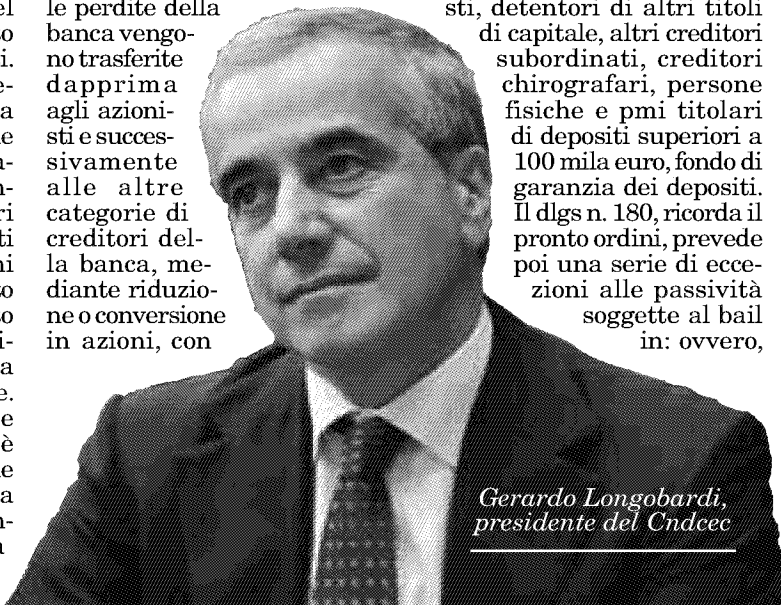 le perdite della
banca vengo-
no trasferite
dapprima
agli azioni-
sti e succes-
sivamente
alle altre
categorie di
creditori del-
la banca, me-
diante riduzio-
ne o conversione
in azioni, con
sti, detentori di altri titoli
di capitale, altri creditori
subordinati, creditori
chirografari, persone
fisiche e pmi titolari
di depositi superiori a
100 mila euro, fondo di
garanzia dei depositi.
Il dlgs n. 180, ricorda il
pronto ordini, prevede
poi una serie di ecce-
zioni alle passività
soggette al bail
in: ovvero,
Gerardo Longobardi,
presidente del Cndcec